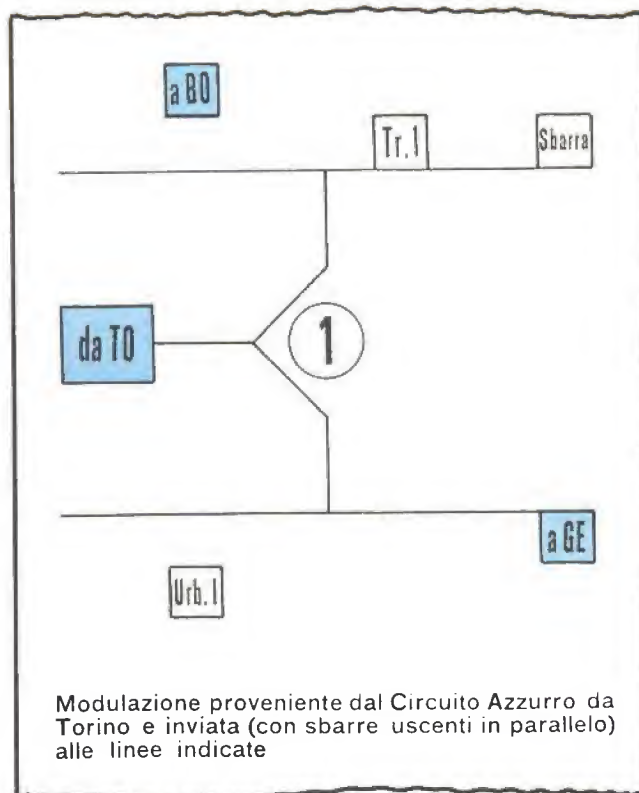 a BO
Tr.1
Sbarra
da TO
1
a GE
Urb.1
Modulazione proveniente dal Circuito Azzurro da
Torino e inviata (con sbarre uscenti in parallelo)
alle linee indicate